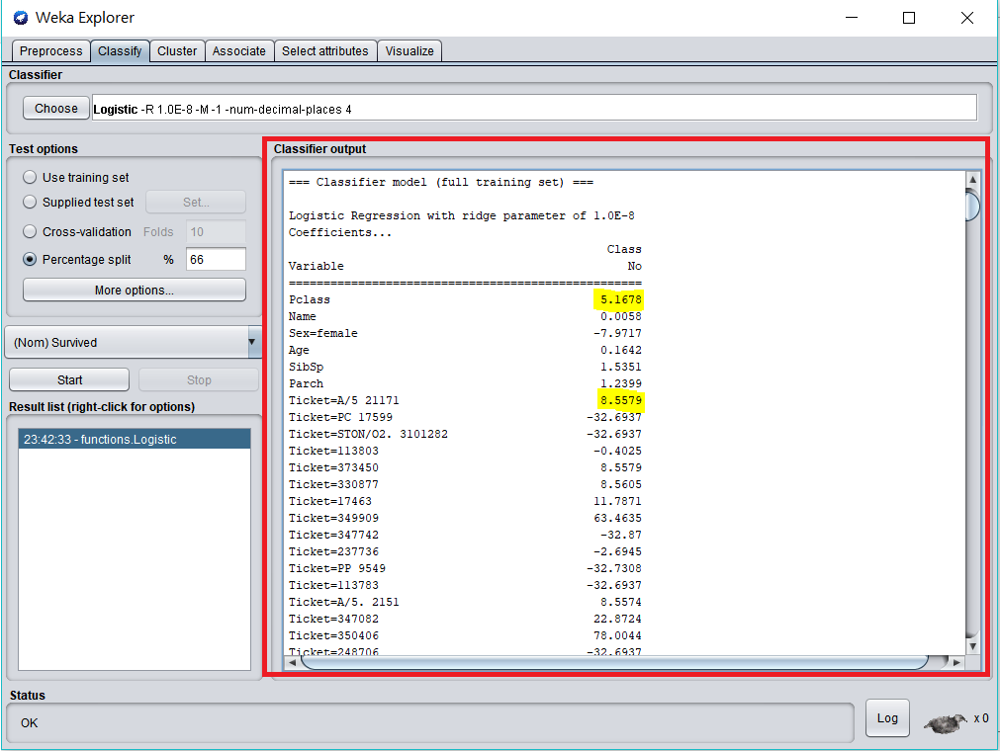 Weka Explorer
Preprocess Classify Cluster Associate Select attributes Visualize
Classifier
Choose Logistic -R 1.0E-8 -M -1 -num-decimal-places 4
Test options
Use training set
Supplied test set Set...
Cross-validation Folds 10
Percentage split % 66
More options...
(Nom) Survived
Start Stop
Result list (right-click for options)
23:42:33 - functions.Logistic
Classifier output
=== Classifier model (full training set) ===
Logistic Regression with ridge parameter of 1.0E-8
Coefficients...
Class
Variable No
===================================================
Pclass 5.1678
Name 0.0058
Sex=female -7.9717
Age 0.1642
SibSp 1.5351
Parch 1.2399
Ticket=A/5 21171 8.5579
Ticket=PC 17599 -32.6937
Ticket=STON/O2. 3101282 -32.6937
Ticket=113803 -0.4025
Ticket=373450 8.5579
Ticket=330877 8.5605
Ticket=17463 11.7871
Ticket=349909 63.4635
Ticket=347742 -32.87
Ticket=237736 -2.6945
Ticket=PP 9549 -32.7308
Ticket=113783 -32.6937
Ticket=A/5. 2151 8.5574
Ticket=347082 22.8724
Ticket=350406 78.0044
Ticket=248706 -32.6937
Status
OK
Log x 0